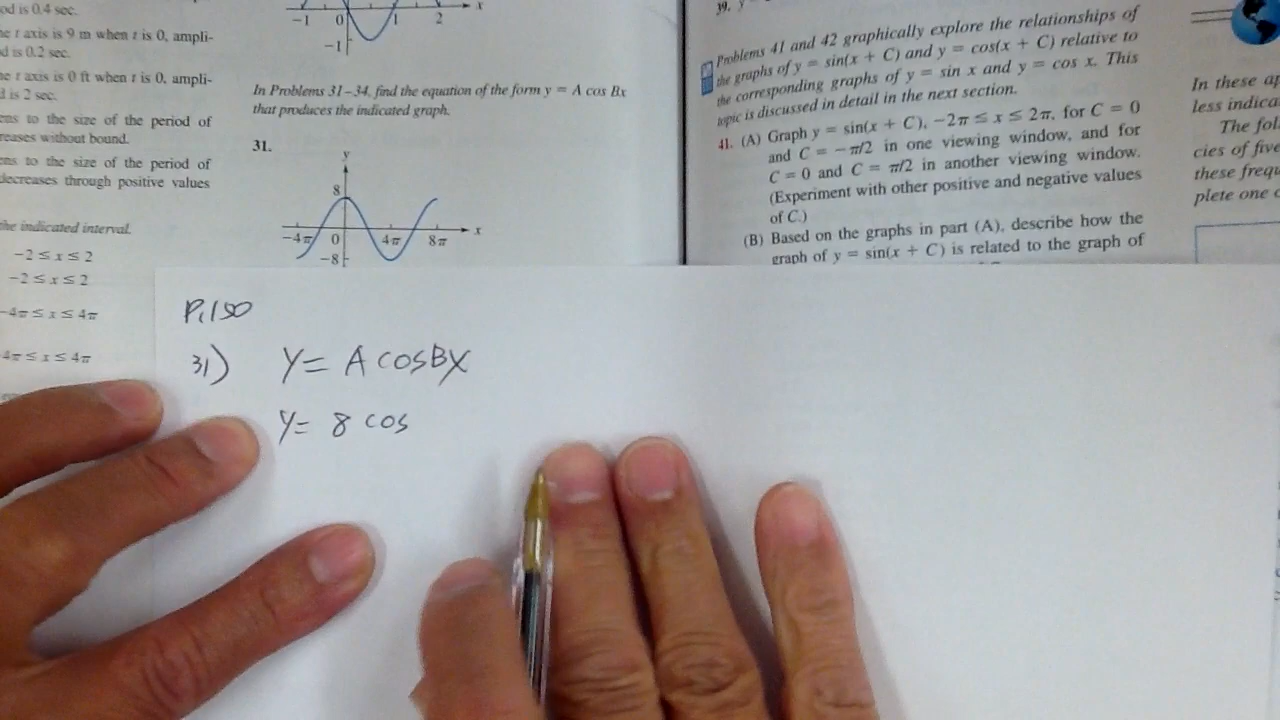 od is 0.4 sec.
t axis is 9 m when t is 0, ampli-
d is 0.2 sec.
t axis is 0 ft when t is 0, ampli-
is 2 sec.
to the size of the period of
reases without bound.
to the size of the period of
decreases through positive values
he indicated interval.
−2 ≤ x ≤ 2
−2 ≤ x ≤ 2
−4π ≤ x ≤ 4π
4π ≤ x ≤ 4π
−1 0 1 2 x
−1
In Problems 31–34, find the equation of the form y = A cos Bx
that produces the indicated graph.
31.
y
8
−4π 0 4π 8π x
−8
39. y
Problems 41 and 42 graphically explore the relationships of
the graphs of y = sin(x + C) and y = cos(x + C) relative to
the corresponding graphs of y = sin x and y = cos x. This
topic is discussed in detail in the next section.
41. (A) Graph y = sin(x + C), −2π ≤ x ≤ 2π, for C = 0
and C = −π/2 in one viewing window, and for
C = 0 and C = π/2 in another viewing window.
(Experiment with other positive and negative values
of C.)
(B) Based on the graphs in part (A), describe how the
graph of y = sin(x + C) is related to the graph of
In these
less indica
The fol
cies of five
these frequ
plete one
P.150
31) y = A cosBx
y = 8 cos